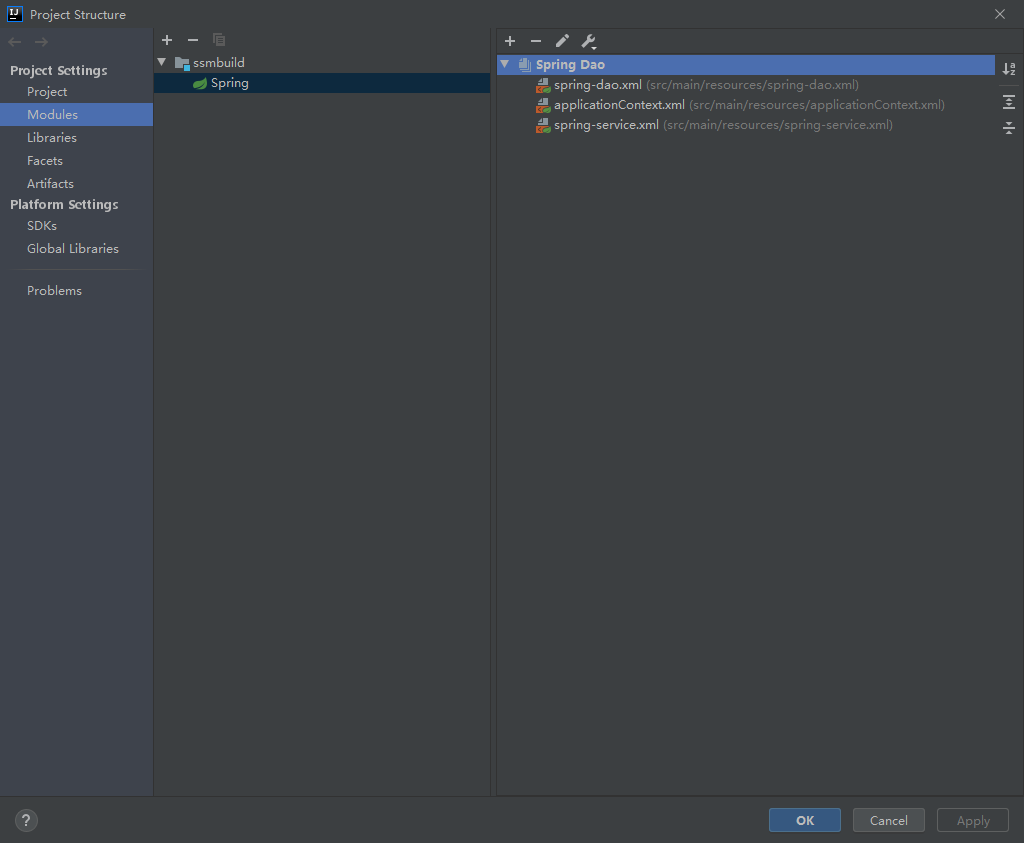 Project Structure
Project Settings
Project
Modules
Libraries
Facets
Artifacts
Platform Settings
SDKs
Global Libraries
Problems
ssmbuild
Spring
Spring Dao
spring-dao.xml (src/main/resources/spring-dao.xml)
applicationContext.xml (src/main/resources/applicationContext.xml)
spring-service.xml (src/main/resources/spring-service.xml)
?
OK
Cancel
Apply